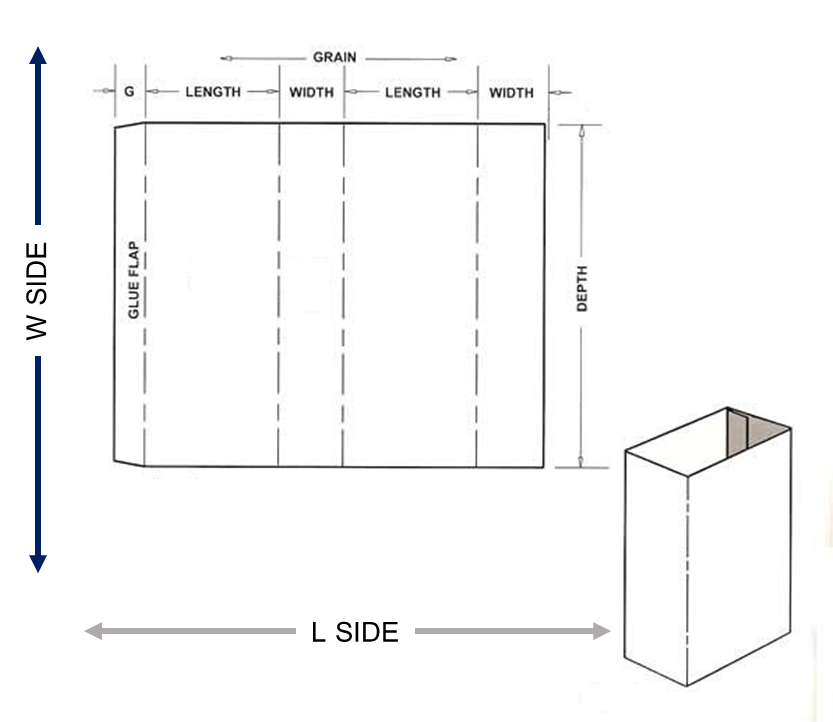 GRAIN
G LENGTH WIDTH LENGTH WIDTH
GLUE FLAP
DEPTH
W SIDE
L SIDE